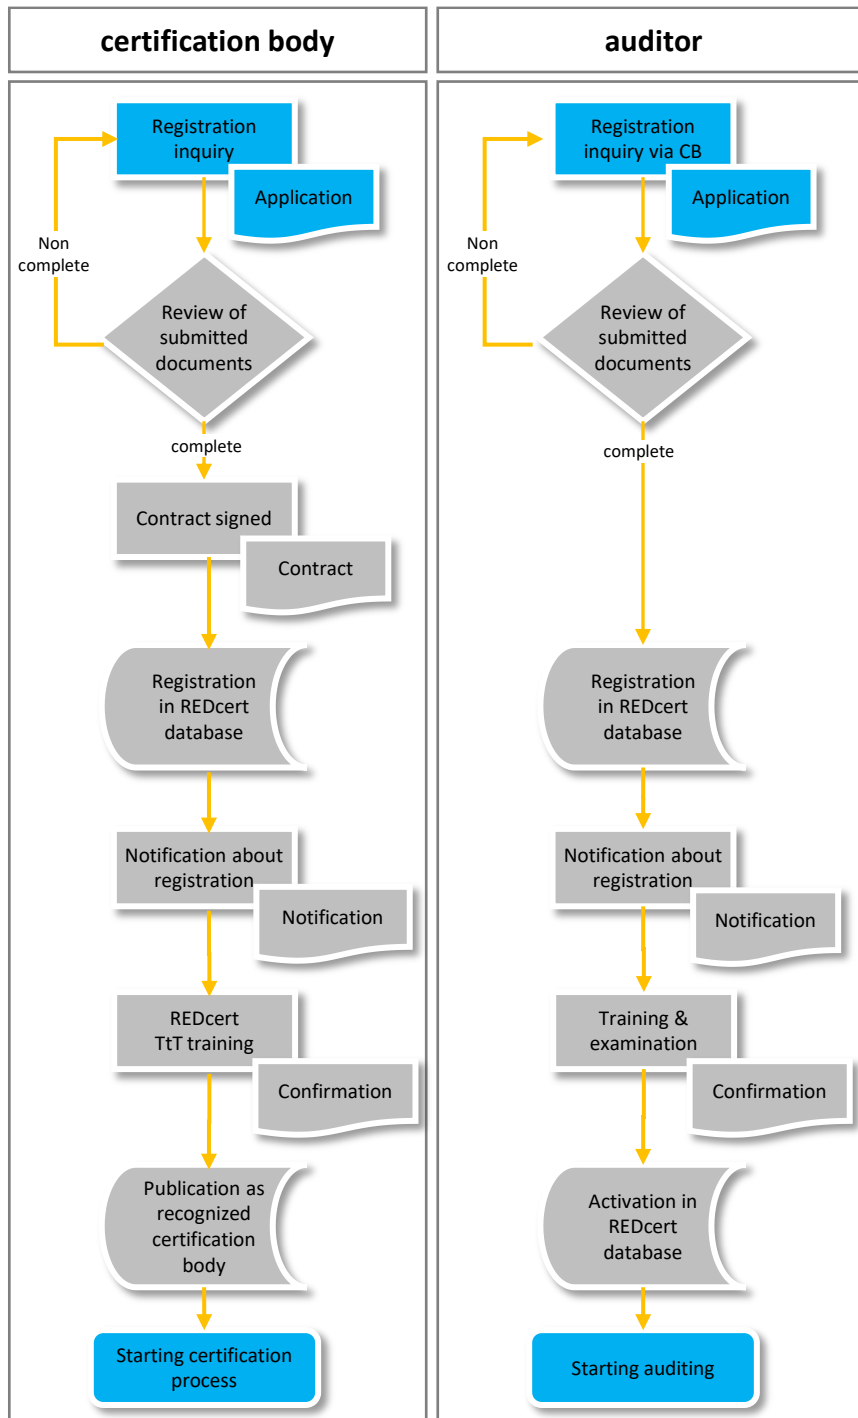 certification body
Registration
inquiry
Application
Non
complete
Review of
submitted
documents
complete
Contract signed
Contract
Registration
in REDcert
database
Notification about
registration
Notification
REDcert
TtT training
Confirmation
Publication as
recognized
certification
body
Starting certification
process
auditor
Registration
inquiry via CB
Application
Non
complete
Review of
submitted
documents
complete
Registration
in REDcert
database
Notification about
registration
Notification
Training &
examination
Confirmation
Activation in
REDcert
database
Starting auditing